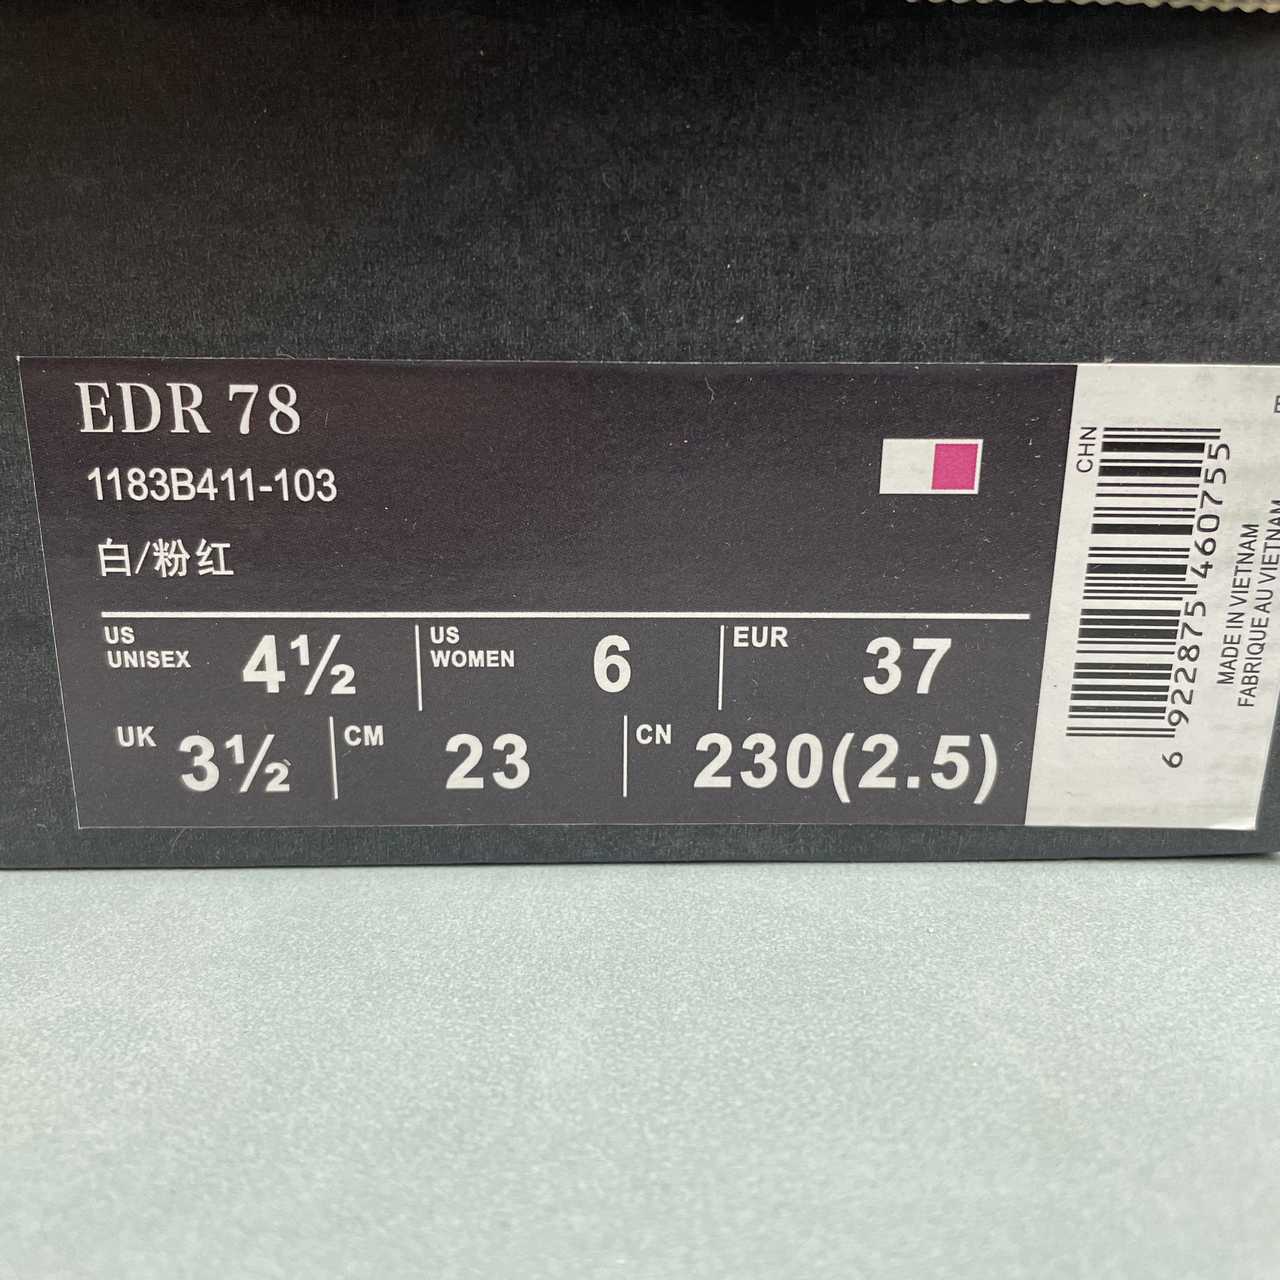 EDR 78
1183B411-103
白/粉红
US UNISEX 4½
US WOMEN 6
EUR 37
UK 3½
CM 23
CN 230(2.5)
CHN
6 922875 460755
MADE IN VIETNAM
FABRIQUE AU VIETNAM